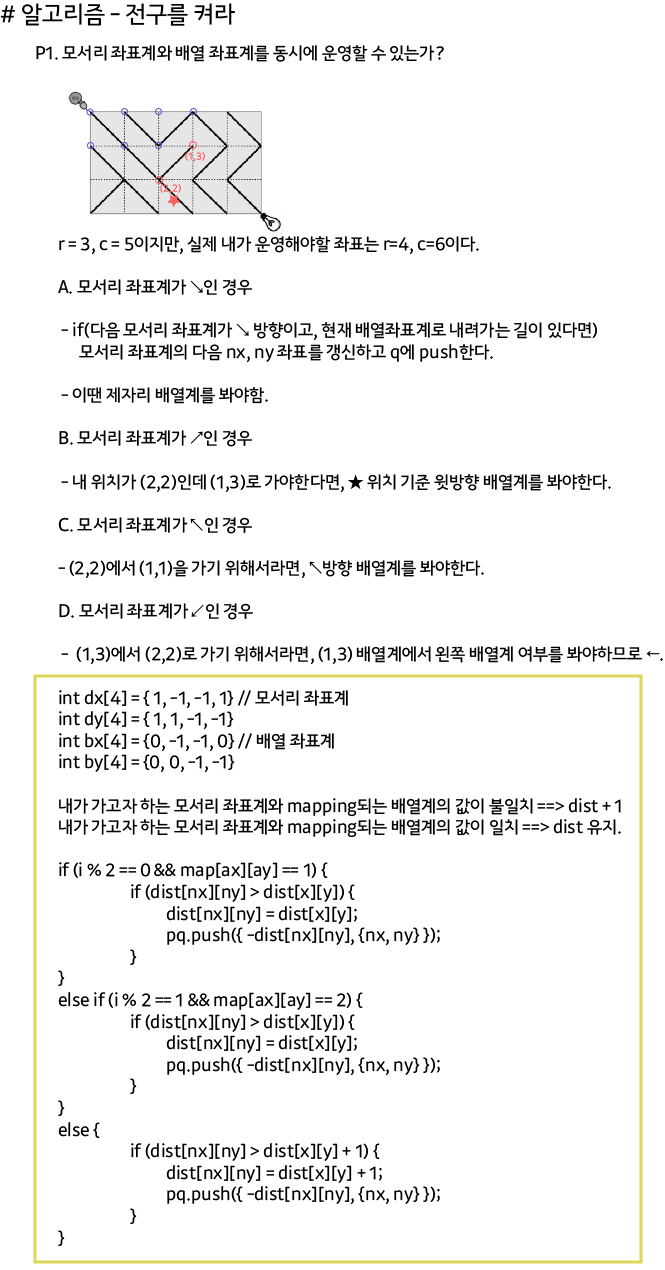 # 알고리즘 - 전구를 켜라
P1. 모서리 좌표계와 배열 좌표계를 동시에 운영할 수 있는가?
(1,3)
(2,2)
r = 3, c = 5이지만, 실제 내가 운영해야할 좌표는 r=4, c=6이다.
A. 모서리 좌표계가 ↘인 경우
- if(다음 모서리 좌표계가 ↘ 방향이고, 현재 배열좌표계로 내려가는 길이 있다면)
모서리 좌표계의 다음 nx, ny 좌표를 갱신하고 q에 push한다.
- 이땐 제자리 배열계를 봐야함.
B. 모서리 좌표계가 ↗인 경우
- 내 위치가 (2,2)인데 (1,3)로 가야한다면, ★ 위치 기준 윗방향 배열계를 봐야한다.
C. 모서리 좌표계가↖인 경우
- (2,2)에서 (1,1)을 가기 위해서라면, ↖방향 배열계를 봐야한다.
D. 모서리 좌표계가↙인 경우
- (1,3)에서 (2,2)로 가기 위해서라면, (1,3) 배열계에서 왼쪽 배열계 여부를 봐야하므로 ←.
int dx[4] = { 1, -1, -1, 1} // 모서리 좌표계
int dy[4] = { 1, 1, -1, -1}
int bx[4] = {0, -1, -1, 0} // 배열 좌표계
int by[4] = {0, 0, -1, -1}
내가 가고자 하는 모서리 좌표계와 mapping되는 배열계의 값이 불일치 ==> dist + 1
내가 가고자 하는 모서리 좌표계와 mapping되는 배열계의 값이 일치 ==> dist 유지.
if (i % 2 == 0 && map[ax][ay] == 1) {
if (dist[nx][ny] > dist[x][y]) {
dist[nx][ny] = dist[x][y];
pq.push({ -dist[nx][ny], {nx, ny} });
}
}
else if (i % 2 == 1 && map[ax][ay] == 2) {
if (dist[nx][ny] > dist[x][y]) {
dist[nx][ny] = dist[x][y];
pq.push({ -dist[nx][ny], {nx, ny} });
}
}
else {
if (dist[nx][ny] > dist[x][y] + 1) {
dist[nx][ny] = dist[x][y] + 1;
pq.push({ -dist[nx][ny], {nx, ny} });
}
}